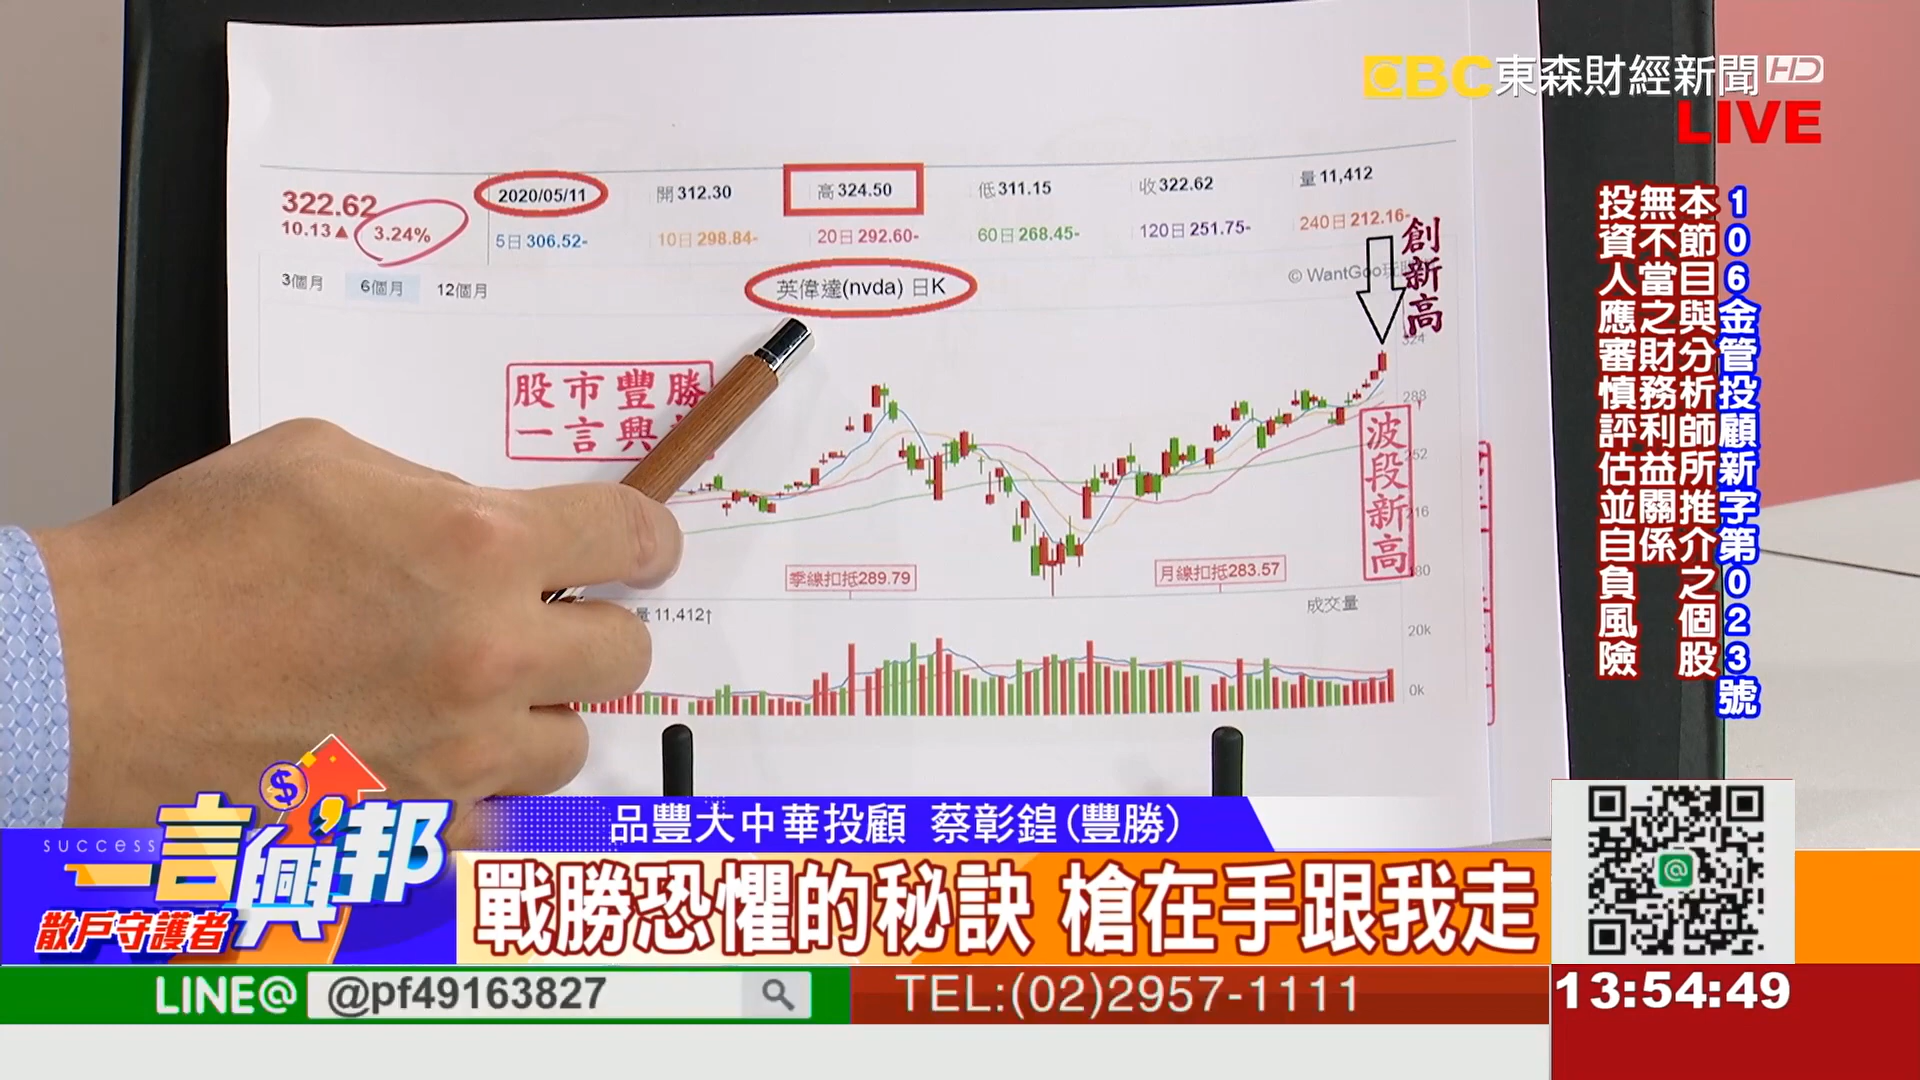 EBC 東森財經新聞 HD
LIVE
322.62
10.13▲ 3.24%
2020/05/11 開312.30 高324.50 低311.15 收322.62 量11,412
5日306.52- 10日298.84- 20日292.60- 60日268.45- 120日251.75- 240日212.16-
3個月 6個月 12個月
英偉達(nvda) 日K
© WantGoo
創新高
324
288
252
216
180
股市豐勝
一言興
波段新高
季線扣抵289.79
月線扣抵283.57
量 11,412↑
成交量
20k
0k
106金管投顧新字第023號
本節目與分析師所推介之個股
無不當之財務利益關係
投資人應審慎評估並自負風險
success
一言興邦
散戶守護者
品豐大中華投顧 蔡彰鍠(豐勝)
戰勝恐懼的秘訣 槍在手跟我走
LINE@ @pf49163827
TEL:(02)2957-1111
13:54:49